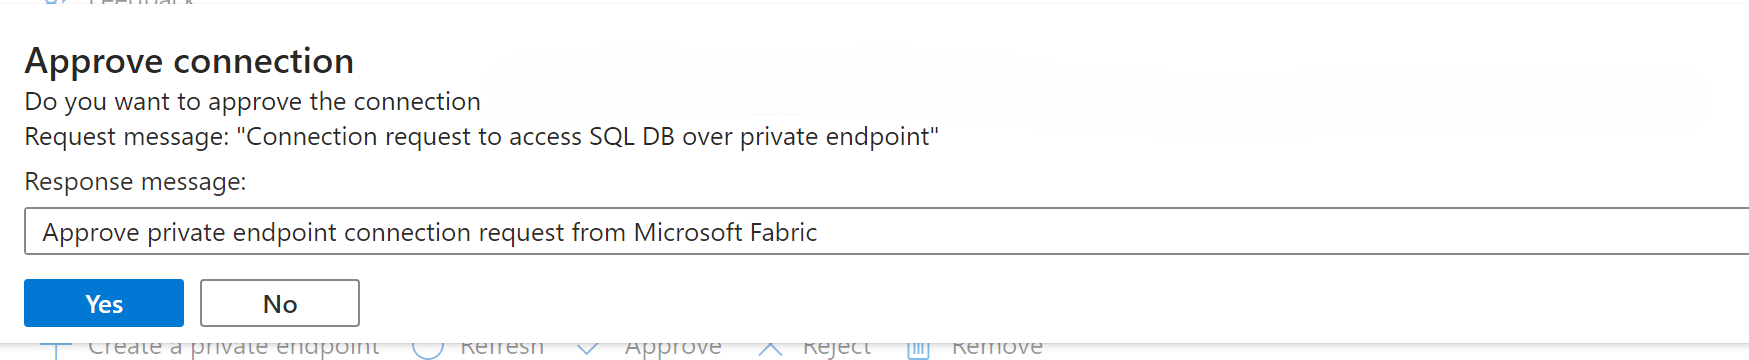 Feedback
Approve connection
Do you want to approve the connection
Request message: "Connection request to access SQL DB over private endpoint"
Response message:
Approve private endpoint connection request from Microsoft Fabric
Yes No
Create a private endpoint Refresh Approve Reject Remove